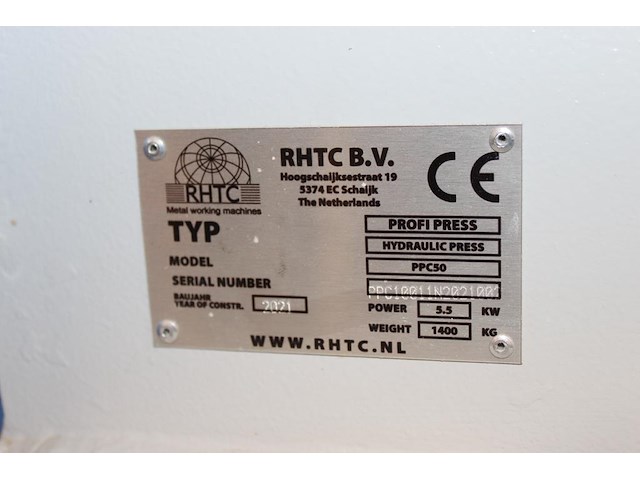 RHTC
Metal working machines
RHTC B.V.
Hoogschaijksestraat 19
5374 EC Schaijk
The Netherlands
CE
TYP
PROFI PRESS
HYDRAULIC PRESS
MODEL PPC50
SERIAL NUMBER
BAUJAHR
YEAR OF CONSTR. 2021
POWER 5.5 KW
WEIGHT 1400 KG
WWW.RHTC.NL